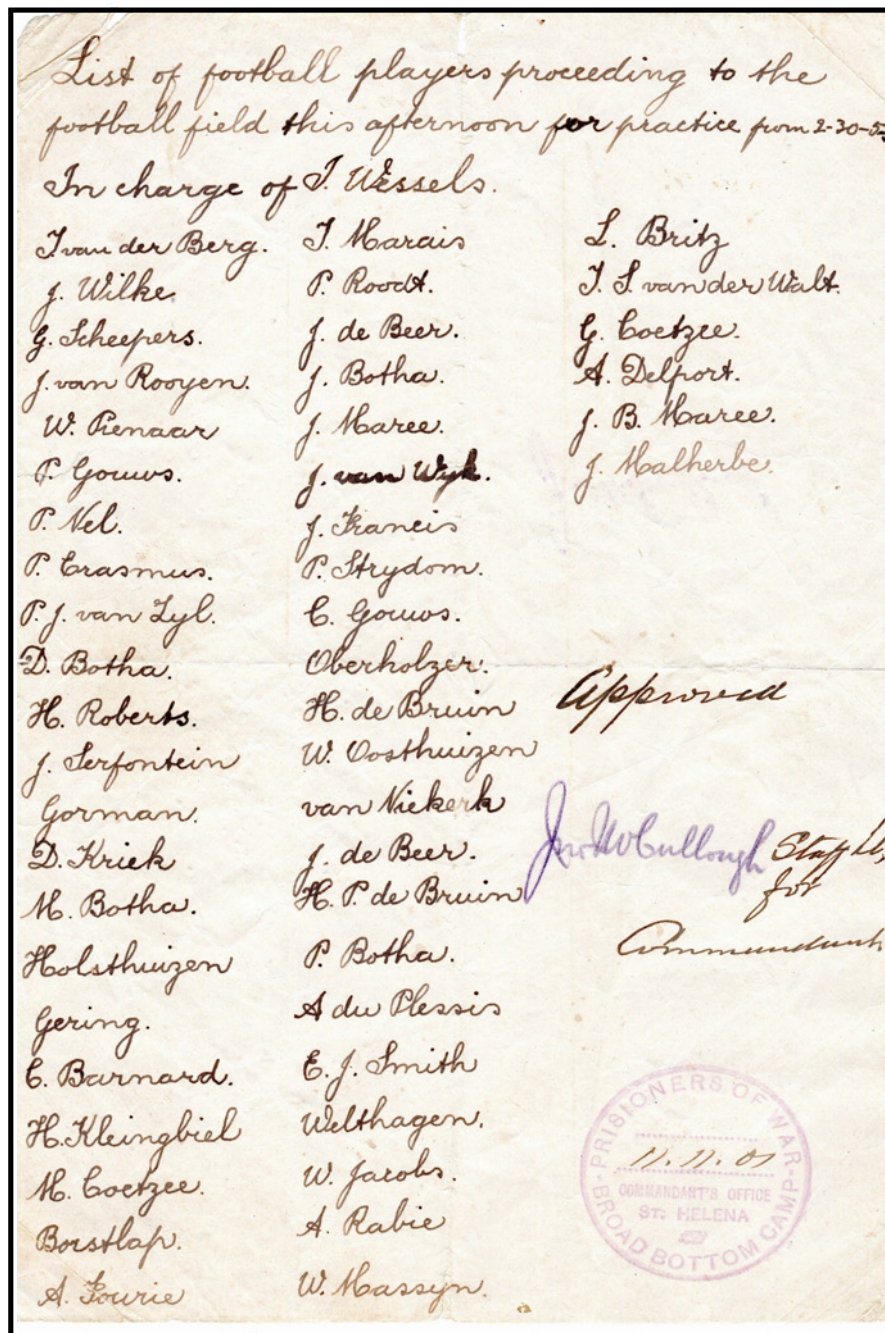 List of football players proceeding to the
football field this afternoon for practice from 2-30-5
In charge of J. Wessels.
J. van der Berg.
J. Wilke.
G. Scheepers.
J. van Rooyen.
W. Pienaar
P. Gouws.
P. Nel.
P. Erasmus.
P. J. van Zyl.
D. Botha.
H. Roberts.
J. Serfontein
Gorman.
D. Kriek
M. Botha.
Holsthuizen
Gering.
C. Barnard.
H. Kleingbiel
M. Coetzee.
Borstlap.
A. Fourie
J. Marais
P. Roodt.
J. de Beer.
J. Botha.
J. Maree.
J. van Wyk.
J. Francis
P. Strydom.
C. Gouws.
Oberholzer.
H. de Bruin
W. Oosthuizen
van Niekerk
J. de Beer.
H. P. de Bruin
P. Botha.
A du Plessis
E. J. Smith
Welthagen.
W. Jacobs.
A. Rabie
W. Massyn.
L. Britz
J. S. van der Walt.
G. Coetzee.
A. Delport.
J. B. Maree.
J. Malherbe.
Approved
McCullough Staff
for
Commandant
PRISIONERS OF WAR
11.11.01
COMMANDANT'S OFFICE
ST: HELENA
BROAD BOTTOM CAMP